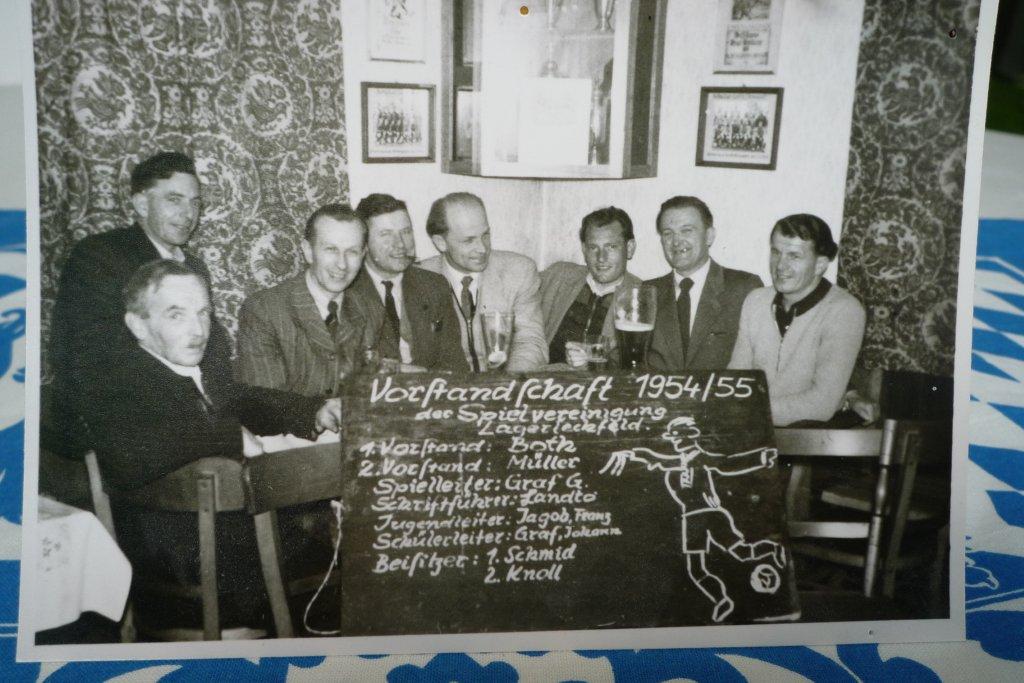 Vorstandschaft 1954/55
der Spielvereinigung
Lagerlechfeld.
1. Vorstand: Both
2. Vorstand: Müller
Spielleiter: Graf G.
Schriftführer: Landto
Jugendleiter: Jagob, Franz
Schülerleiter: Graf, Johann
Beisitzer: 1. Schmid
2. Knoll